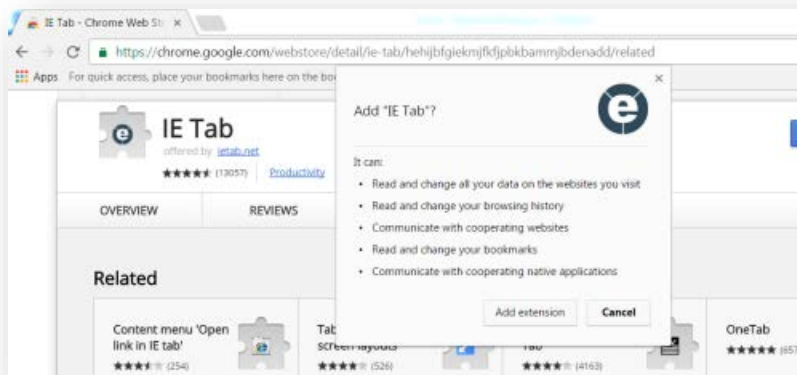 IE Tab - Chrome Web St
https://chrome.google.com/webstore/detail/ie-tab/hehijbfgiekmjfkfjpbkbammjbdenadd/related
Apps For quick access, place your bookmarks here on the bo
IE Tab
offered by ietab.net
(13057) Productivity
OVERVIEW REVIEWS
Related
Content menu 'Open
link in IE tab'
(254)
Tab
screen layouts
(526)
Tab
(4163)
OneTab
(657
Add "IE Tab"?
It can:
• Read and change all your data on the websites you visit
• Read and change your browsing history
• Communicate with cooperating websites
• Read and change your bookmarks
• Communicate with cooperating native applications
Add extension Cancel